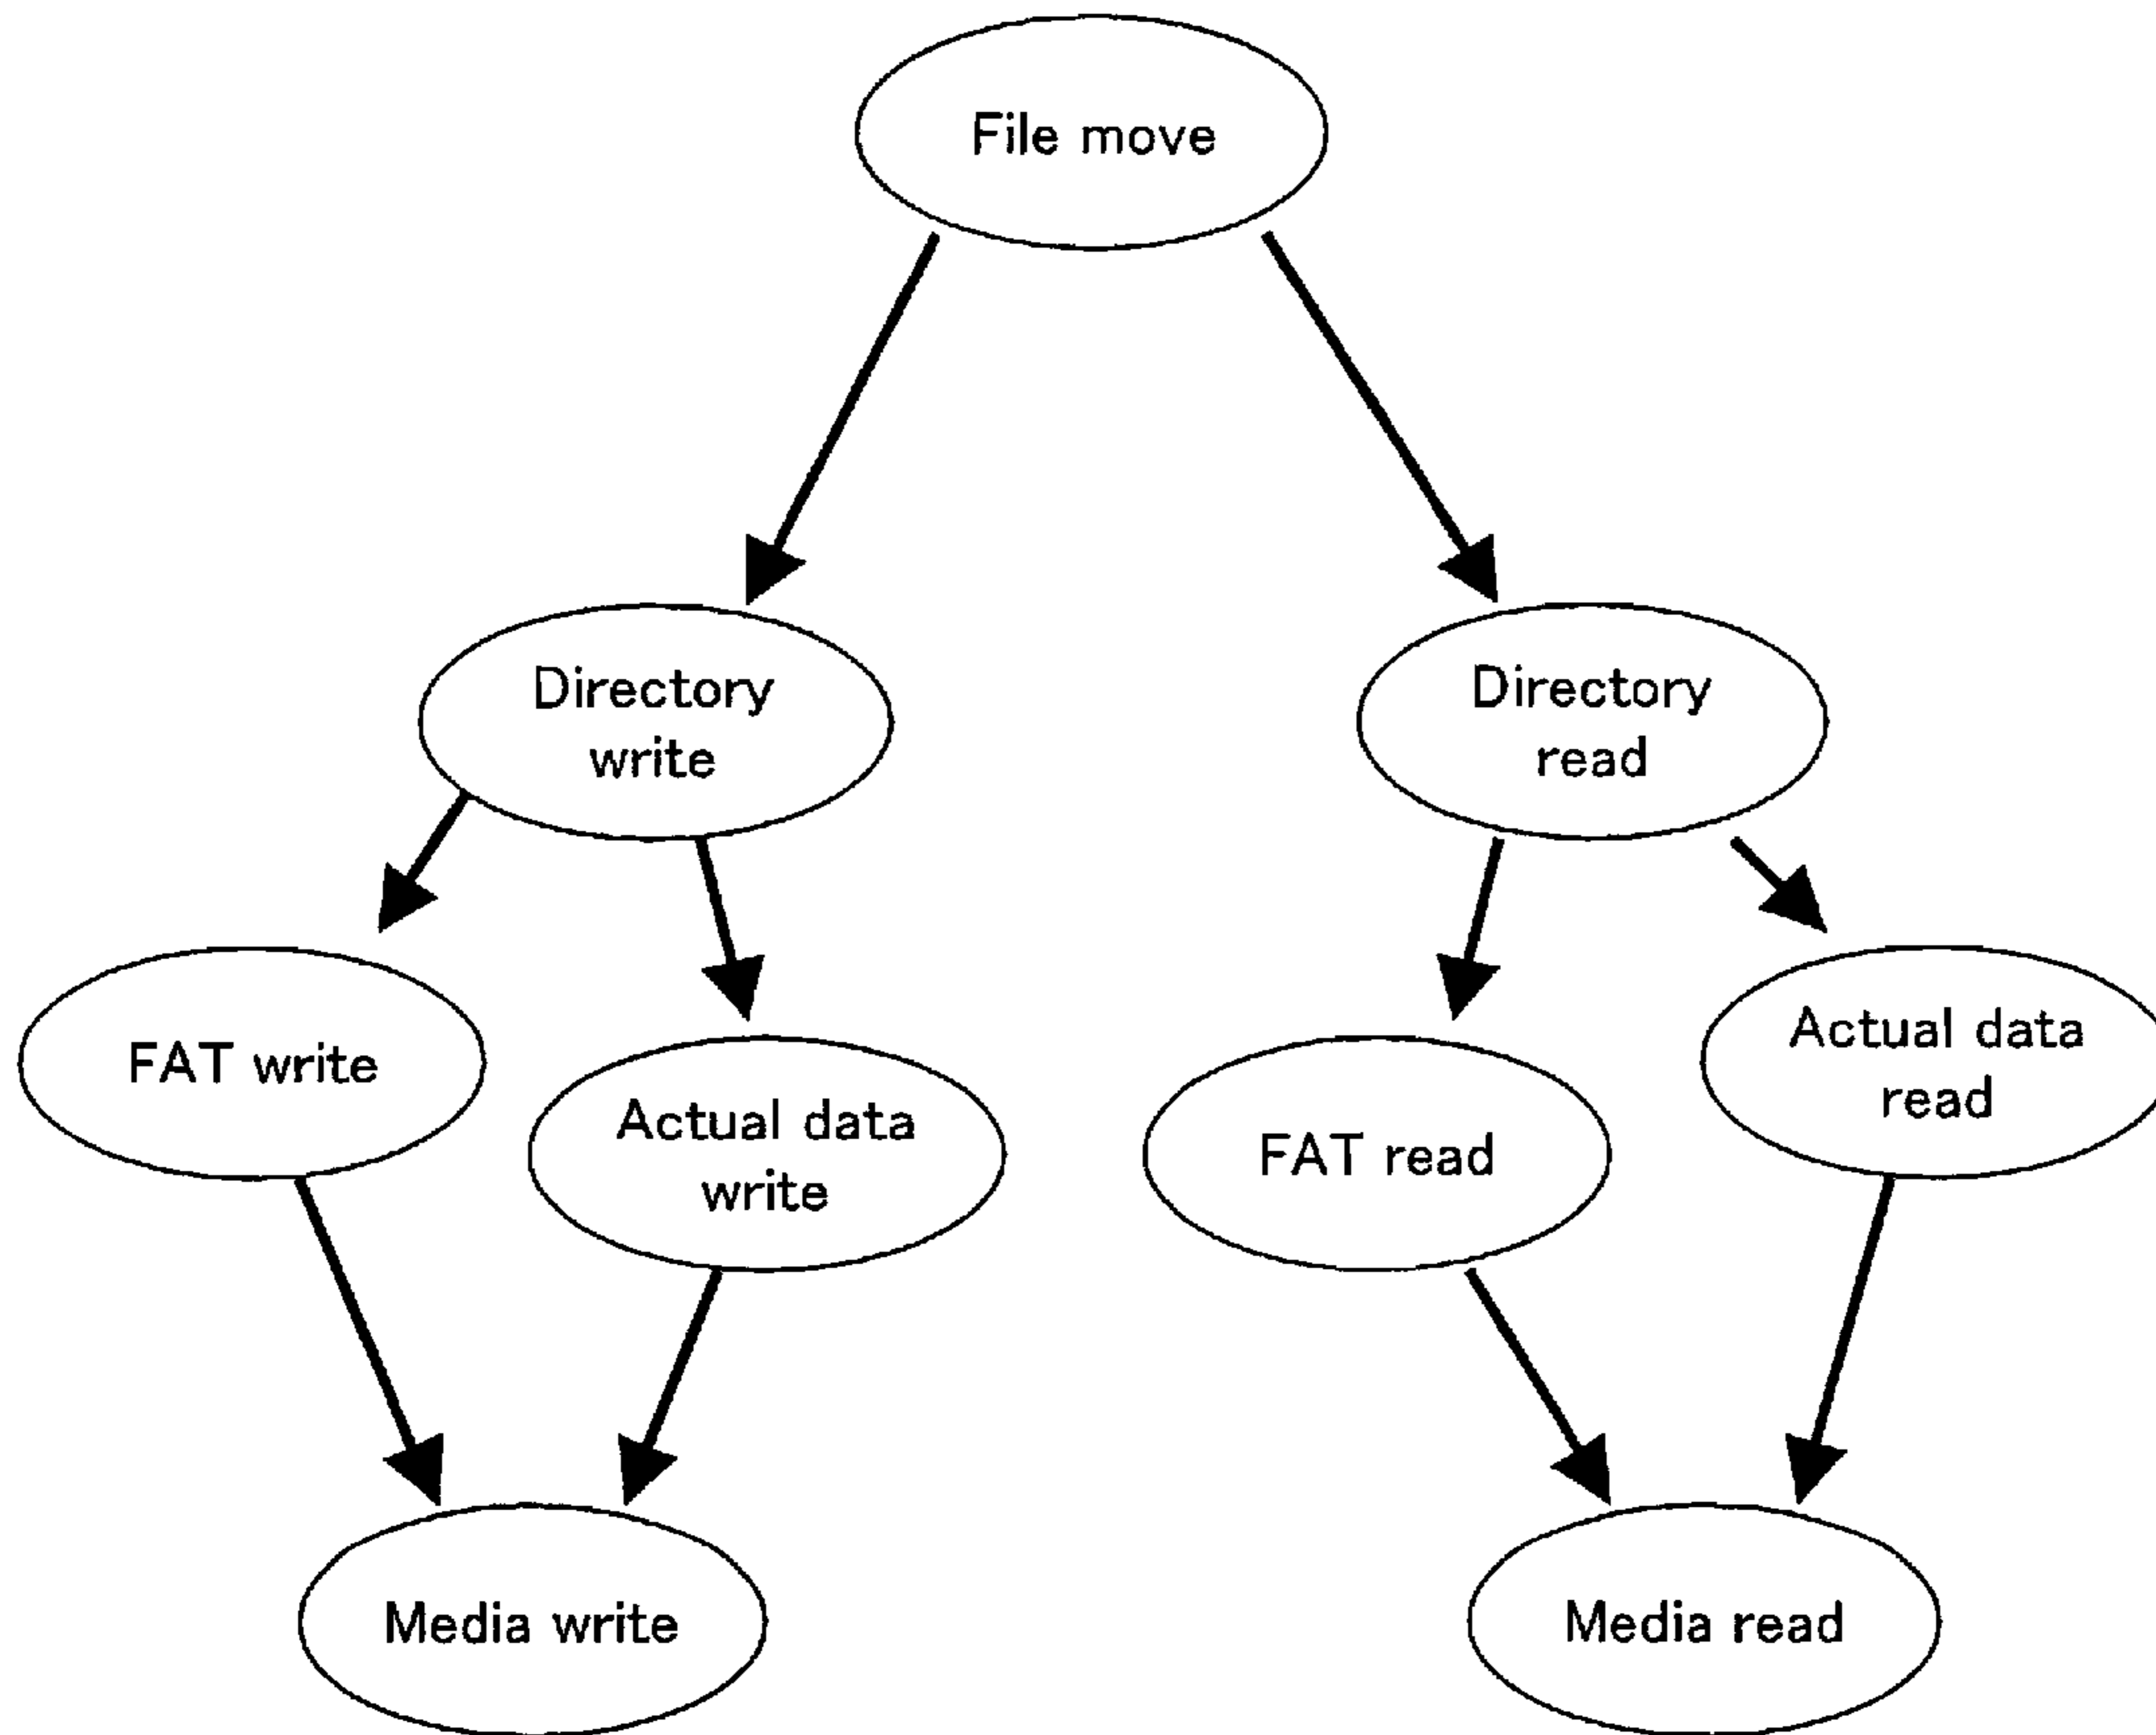 File move
Directory
write
Directory
read
FAT write
Actual data
write
FAT read
Actual data
read
Media write
Media read